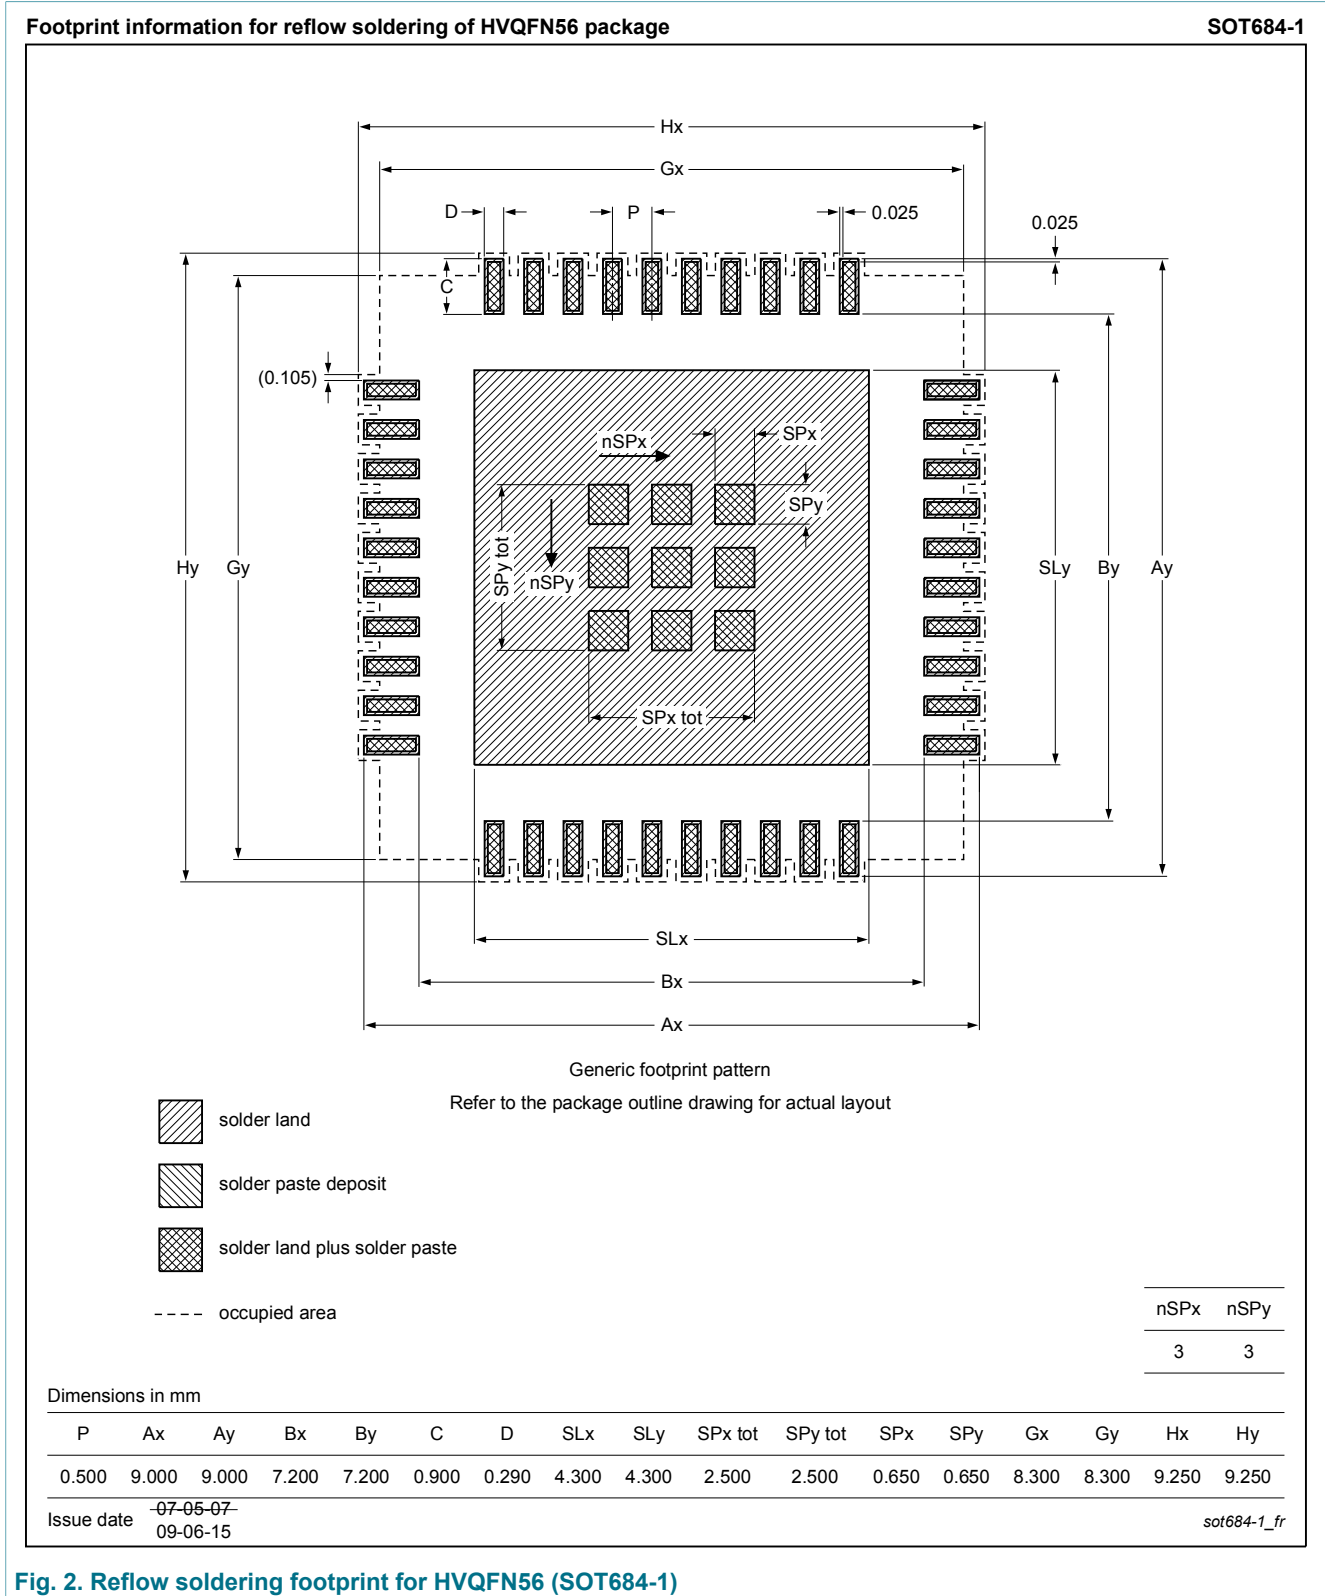 Footprint information for reflow soldering of HVQFN56 package SOT684-1
Hx
Gx
D P 0.025
0.025
C
(0.105)
nSPx SPx
SPy
SPy tot
nSPy
Hy Gy SLy By Ay
SPx tot
SLx
Bx
Ax
Generic footprint pattern
Refer to the package outline drawing for actual layout
solder land
solder paste deposit
solder land plus solder paste
occupied area
nSPx nSPy
3 3
Dimensions in mm
P Ax Ay Bx By C D SLx SLy SPx tot SPy tot SPx SPy Gx Gy Hx Hy
0.500 9.000 9.000 7.200 7.200 0.900 0.290 4.300 4.300 2.500 2.500 0.650 0.650 8.300 8.300 9.250 9.250
Issue date 07-05-07
09-06-15
sot684-1_fr
Fig. 2. Reflow soldering footprint for HVQFN56 (SOT684-1)